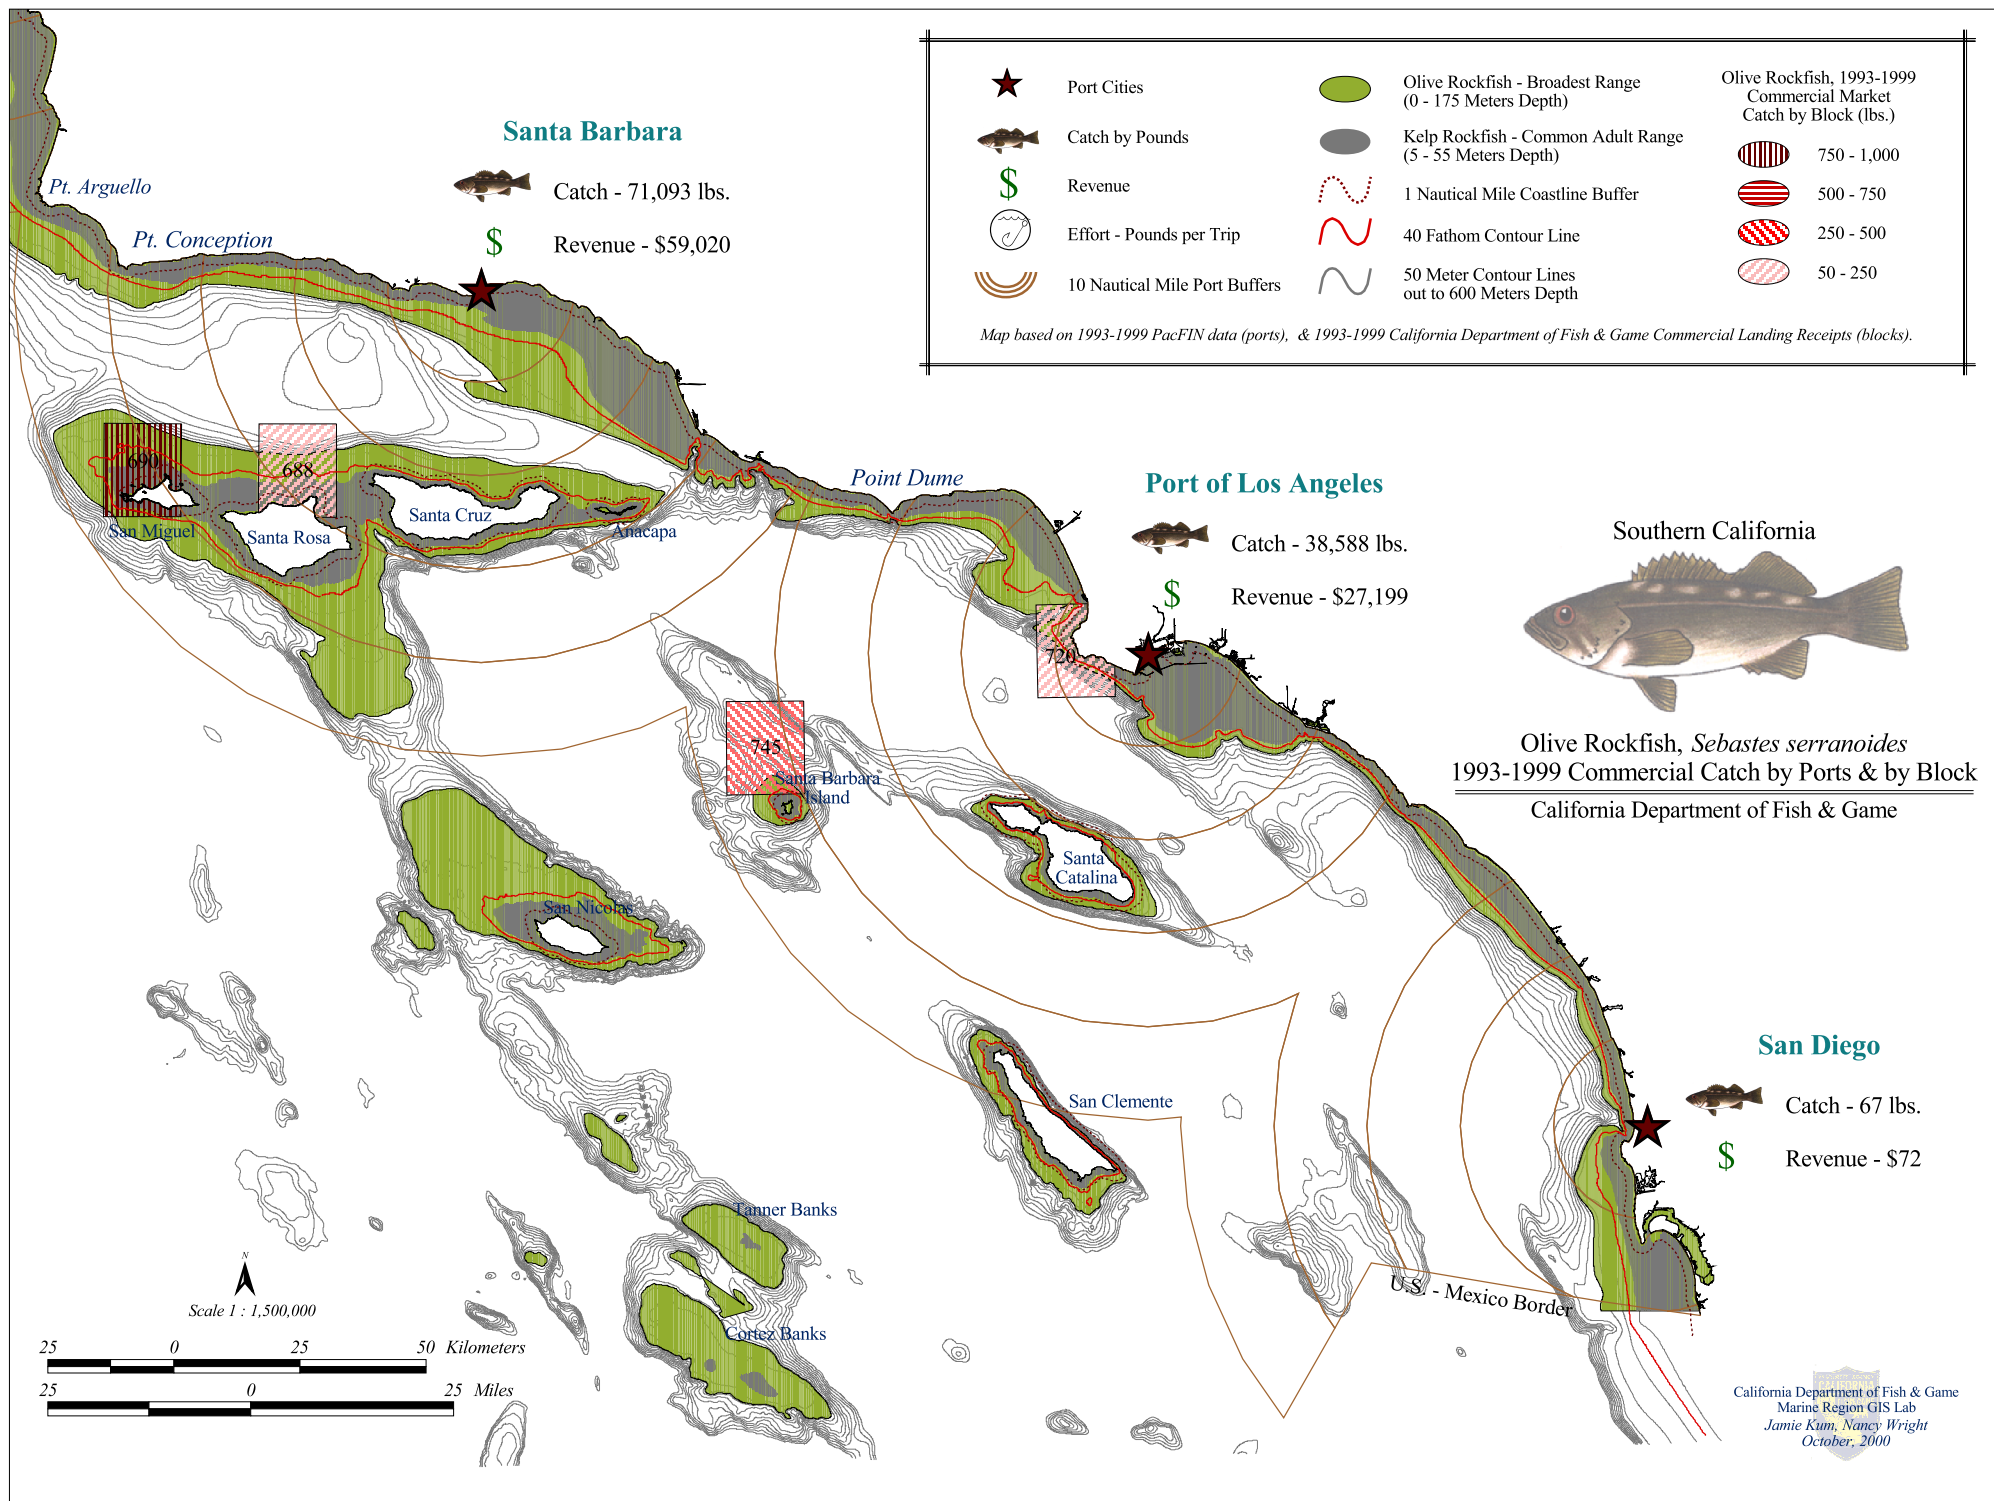 Port Cities
Catch by Pounds
$
Revenue
Effort - Pounds per Trip
10 Nautical Mile Port Buffers
Olive Rockfish - Broadest Range
(0 - 175 Meters Depth)
Kelp Rockfish - Common Adult Range
(5 - 55 Meters Depth)
1 Nautical Mile Coastline Buffer
40 Fathom Contour Line
50 Meter Contour Lines
out to 600 Meters Depth
Olive Rockfish, 1993-1999
Commercial Market
Catch by Block (lbs.)
750 - 1,000
500 - 750
250 - 500
50 - 250
Map based on 1993-1999 PacFIN data (ports), & 1993-1999 California Department of Fish & Game Commercial Landing Receipts (blocks).
Santa Barbara
Catch - 71,093 lbs.
$
Revenue - $59,020
Pt. Arguello
Pt. Conception
690
688
San Miguel
Santa Rosa
Santa Cruz
Anacapa
Point Dume
Port of Los Angeles
Catch - 38,588 lbs.
$
Revenue - $27,199
720
745
Santa Barbara
Island
Santa
Catalina
San Nicolas
San Clemente
Tanner Banks
Cortez Banks
Southern California
Olive Rockfish, Sebastes serranoides
1993-1999 Commercial Catch by Ports & by Block
California Department of Fish & Game
San Diego
Catch - 67 lbs.
$
Revenue - $72
U.S. - Mexico Border
N
Scale 1 : 1,500,000
25 0 25 50 Kilometers
25 0 25 Miles
California Department of Fish & Game
Marine Region GIS Lab
Jamie Kum, Nancy Wright
October, 2000